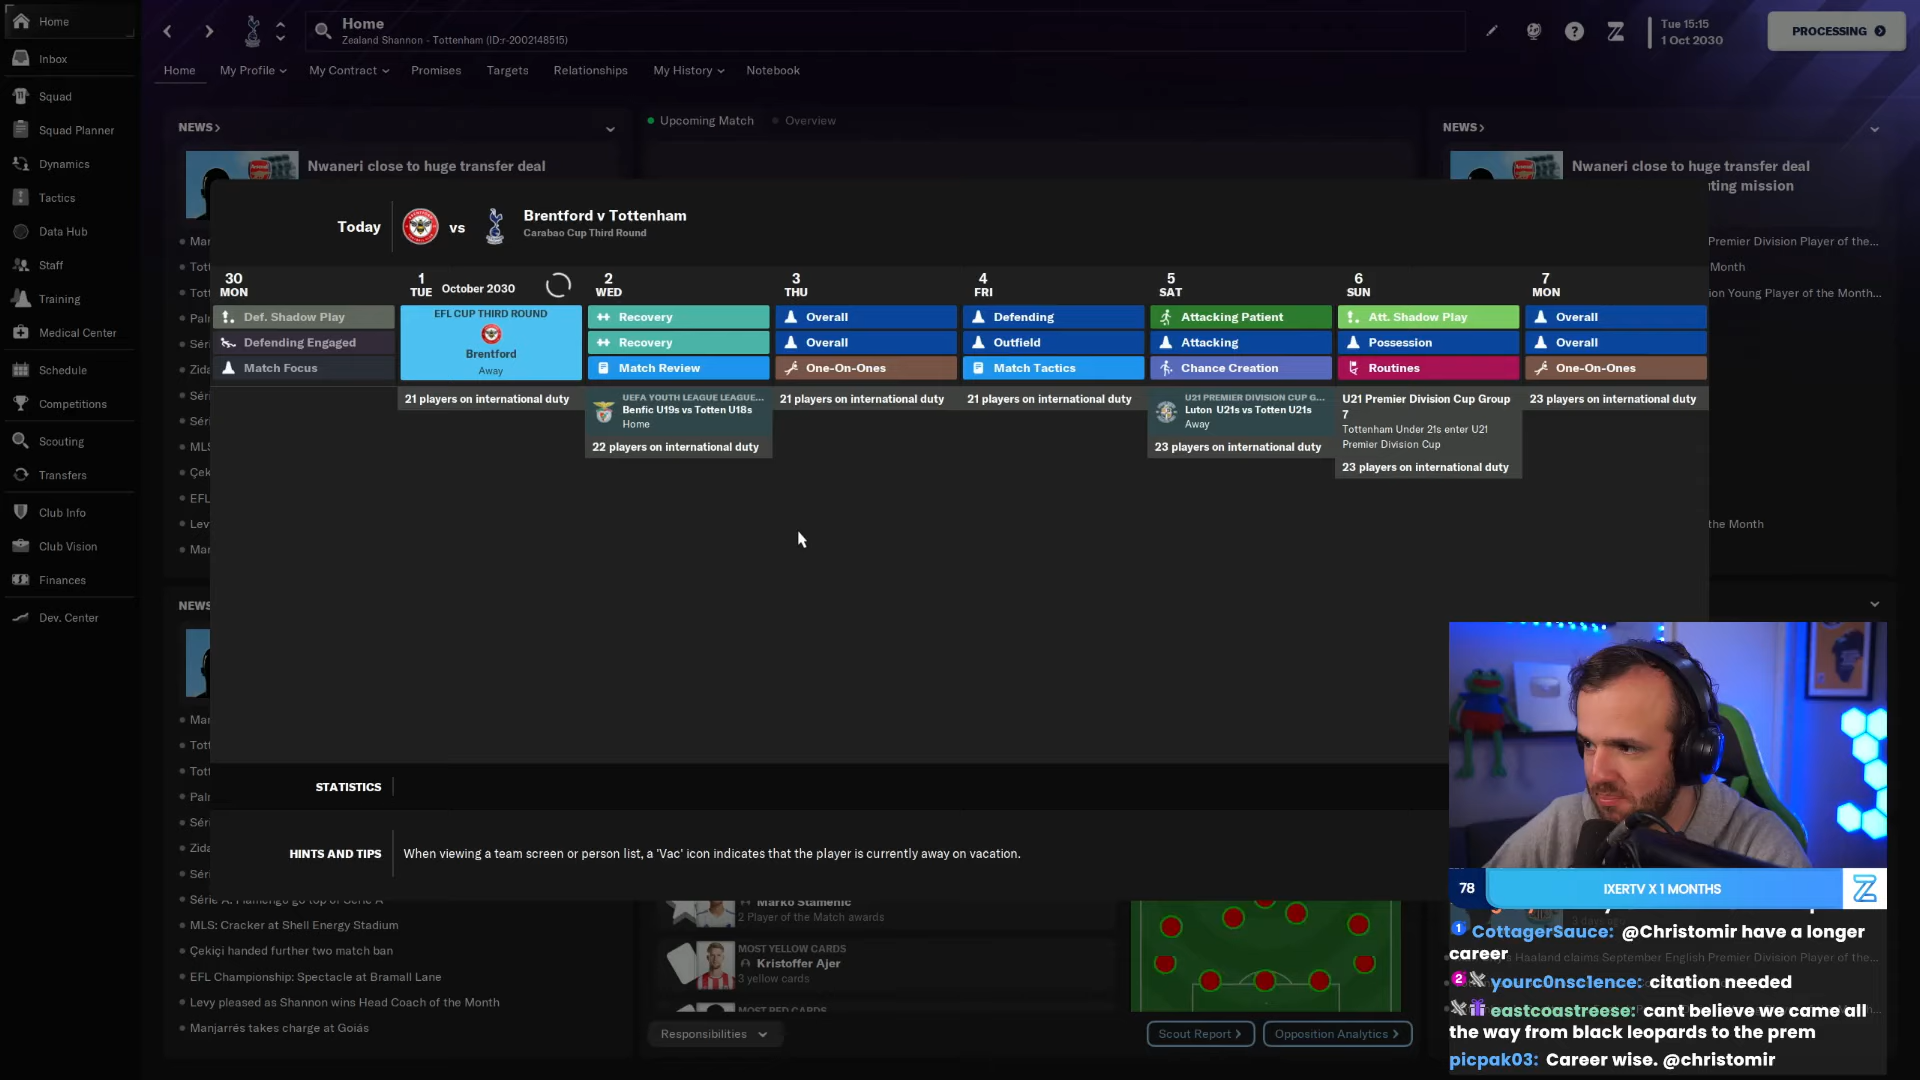 Home
Inbox
Squad
Squad Planner
Dynamics
Tactics
Data Hub
Staff
Training
Medical Center
Schedule
Competitions
Scouting
Transfers
Club Info
Club Vision
Finances
Dev. Center
Home
Zealand Shannon - Tottenham (ID:r-2002148515)
Tue 15:15
1 Oct 2030
PROCESSING
Home
My Profile
My Contract
Promises
Targets
Relationships
My History
Notebook
NEWS >
Nwaneri close to huge transfer deal
Upcoming Match
Overview
NEWS >
Nwaneri close to huge transfer deal
Today
vs
Brentford v Tottenham
Carabao Cup Third Round
30
MON
Def. Shadow Play
Defending Engaged
Match Focus
1
TUE
October 2030
EFL CUP THIRD ROUND
Brentford
Away
21 players on international duty
2
WED
Recovery
Recovery
Match Review
UEFA YOUTH LEAGUE LEAGUE...
Benfic U19s vs Totten U18s
Home
22 players on international duty
3
THU
Overall
Overall
One-On-Ones
21 players on international duty
4
FRI
Defending
Outfield
Match Tactics
21 players on international duty
5
SAT
Attacking Patient
Attacking
Chance Creation
U21 PREMIER DIVISION CUP G...
Luton U21s vs Totten U21s
Away
23 players on international duty
6
SUN
Att. Shadow Play
Possession
Routines
U21 Premier Division Cup Group
7
Tottenham Under 21s enter U21
Premier Division Cup
23 players on international duty
7
MON
Overall
Overall
One-On-Ones
23 players on international duty
Premier Division Player of the...
Month
on Young Player of the Month...
the Month
NEWS
STATISTICS
HINTS AND TIPS
When viewing a team screen or person list, a 'Vac' icon indicates that the player is currently away on vacation.
MLS: Cracker at Shell Energy Stadium
Çekiçi handed further two match ban
EFL Championship: Spectacle at Bramall Lane
Levy pleased as Shannon wins Head Coach of the Month
Manjarrés takes charge at Goiás
Marko Stamenic
2 Player of the Match awards
MOST YELLOW CARDS
Kristoffer Ajer
3 yellow cards
MOST RED CARDS
Responsibilities
Scout Report >
Opposition Analytics >
78
IXERTV X 1 MONTHS
CottagerSauce: @Christomir have a longer
career
yourc0nsc1ence: citation needed
eastcoastreese: cant believe we came all
the way from black leopards to the prem
picpak03: Career wise. @christomir